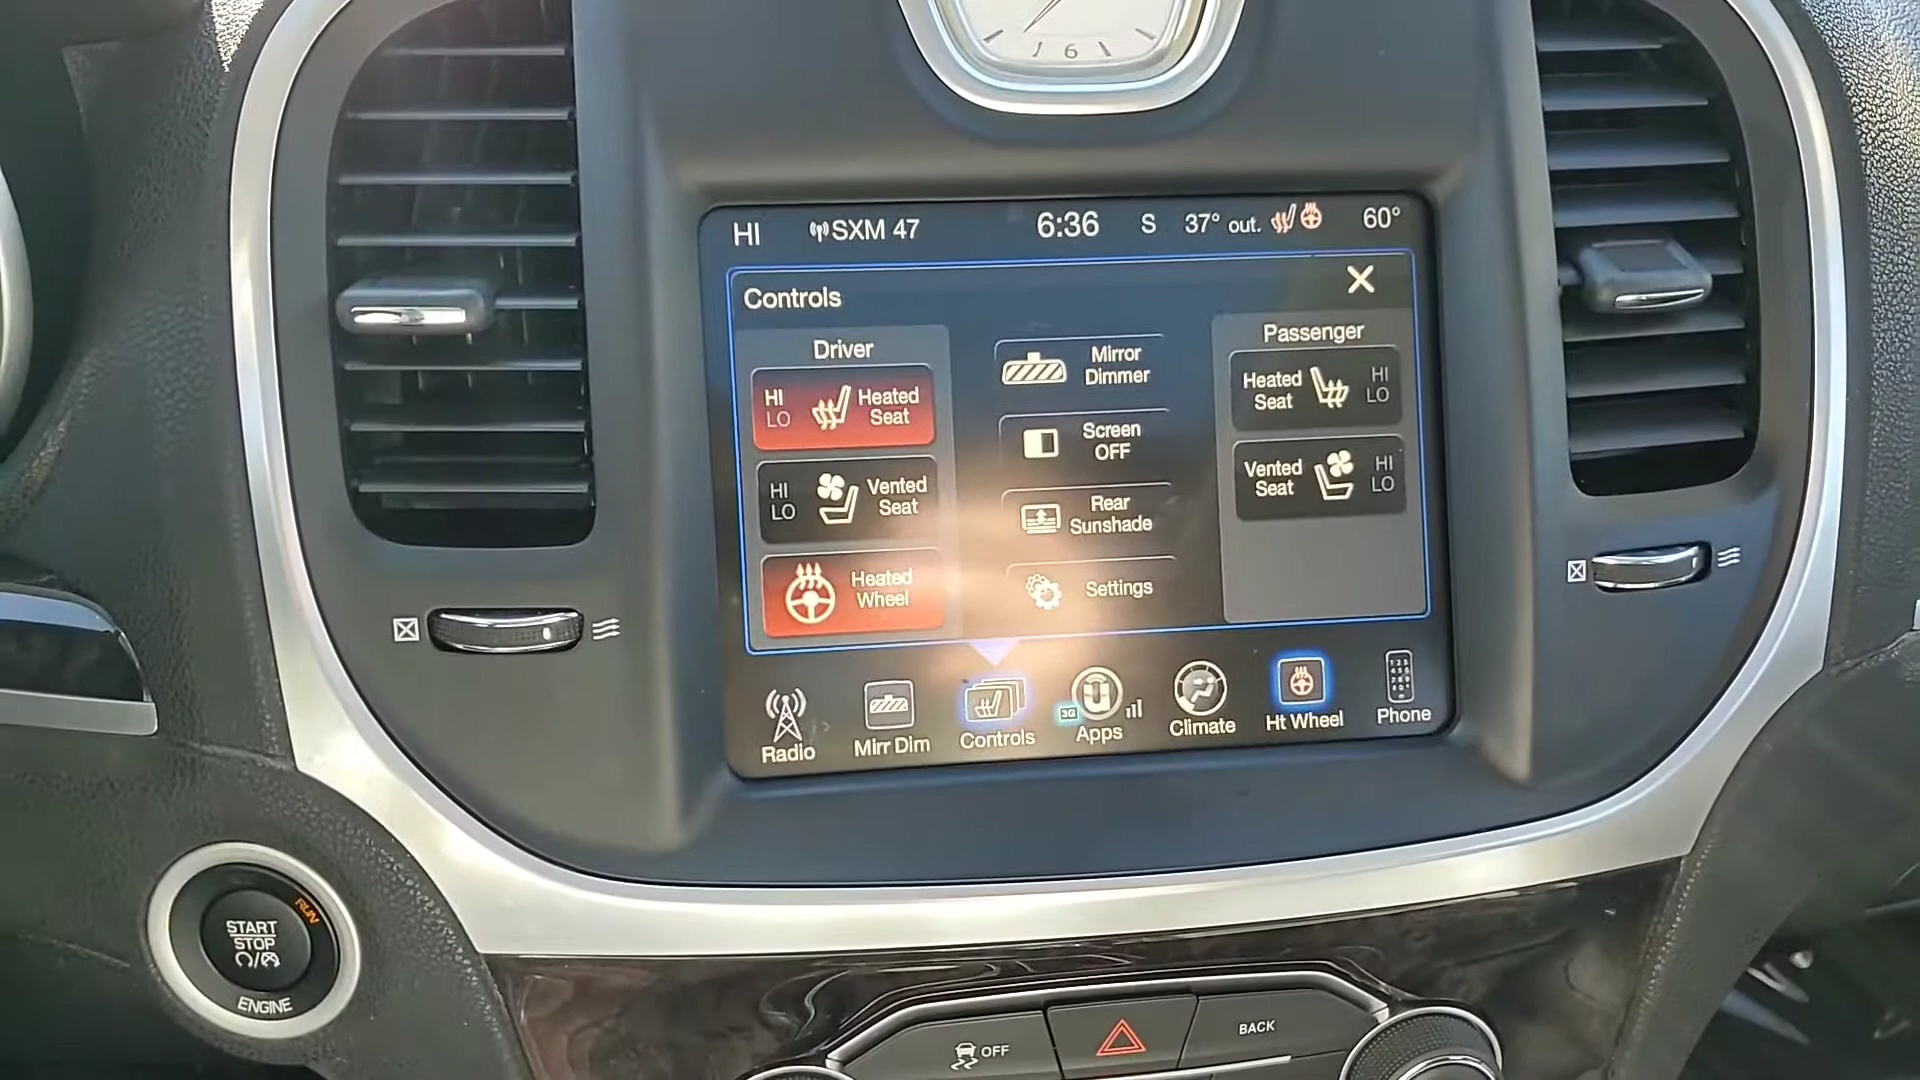 6
HI SXM 47 6:36 S 37° out. 60°
Controls
Driver
HI
LO
Heated
Seat
HI
LO
Vented
Seat
Heated
Wheel
Mirror
Dimmer
Screen
OFF
Rear
Sunshade
Settings
Passenger
Heated
Seat
HI
LO
Vented
Seat
HI
LO
Radio
Mirr Dim
Controls
3G
Apps
Climate
Ht Wheel
Phone
RUN
START
STOP
ENGINE
OFF
BACK